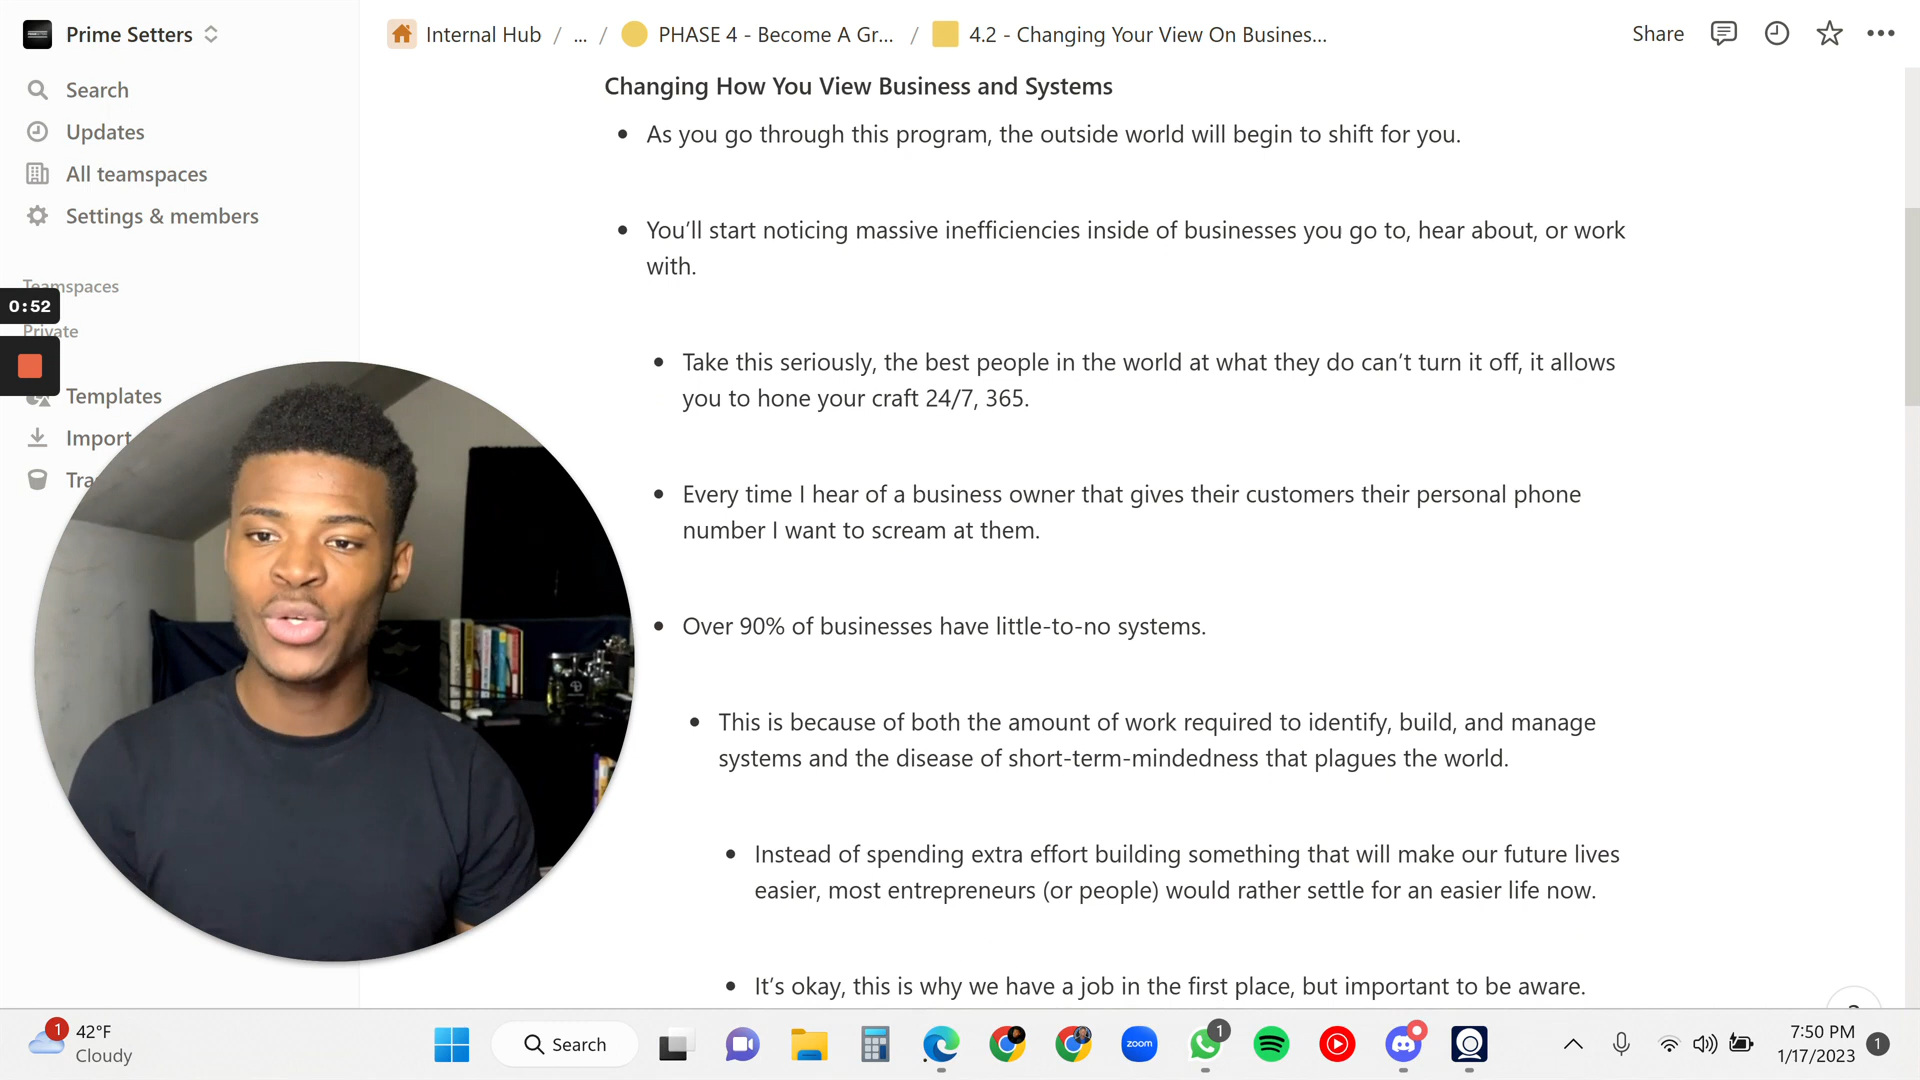 Prime Setters
Internal Hub / ... / PHASE 4 - Become A Gr... / 4.2 - Changing Your View On Busines...
Share
Search
Updates
All teamspaces
Settings & members
Teamspaces
0:52
Private
Templates
Import
Tra
Changing How You View Business and Systems
As you go through this program, the outside world will begin to shift for you.
You’ll start noticing massive inefficiencies inside of businesses you go to, hear about, or work
with.
Take this seriously, the best people in the world at what they do can’t turn it off, it allows
you to hone your craft 24/7, 365.
Every time I hear of a business owner that gives their customers their personal phone
number I want to scream at them.
Over 90% of businesses have little-to-no systems.
This is because of both the amount of work required to identify, build, and manage
systems and the disease of short-term-mindedness that plagues the world.
Instead of spending extra effort building something that will make our future lives
easier, most entrepreneurs (or people) would rather settle for an easier life now.
It’s okay, this is why we have a job in the first place, but important to be aware.
1
42°F
Cloudy
Search
zoom
1
7:50 PM
1/17/2023
1